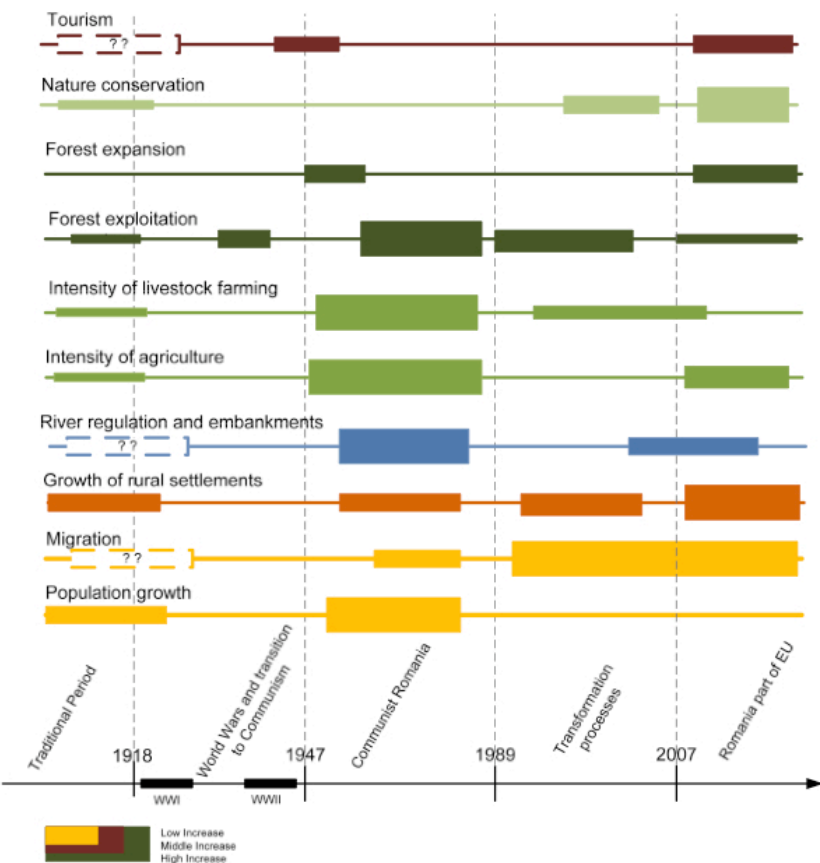 Tourism
? ?
Nature conservation
Forest expansion
Forest exploitation
Intensity of livestock farming
Intensity of agriculture
River regulation and embankments
? ?
Growth of rural settlements
Migration
? ?
Population growth
Traditional Period
World Wars and transition
to Communism
Communist Romania
Transformation
processes
Romania part of EU
1918
1947
1989
2007
WWI
WWII
Low Increase
Middle Increase
High Increase